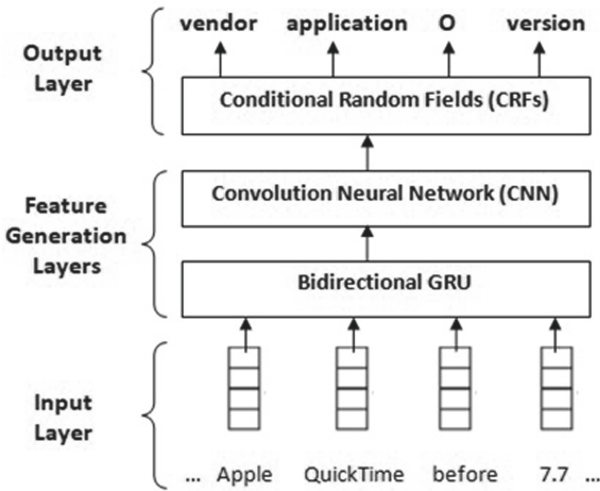 vendor application O version
Output
Layer
Conditional Random Fields (CRFs)
Convolution Neural Network (CNN)
Feature
Generation
Layers
Bidirectional GRU
Input
Layer
... Apple QuickTime before 7.7 ...